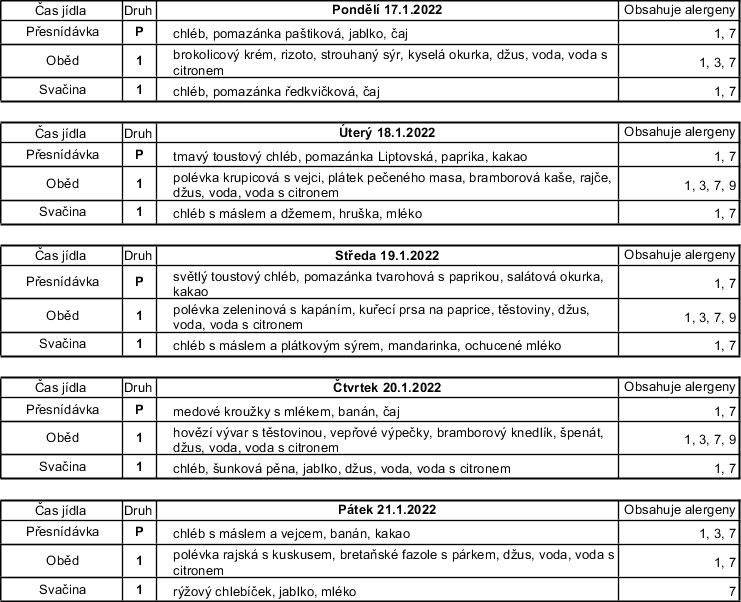 Čas jídla Druh Pondělí 17.1.2022 Obsahuje alergeny
Přesnídávka P chléb, pomazánka paštiková, jablko, čaj 1, 7
Oběd 1 brokolicový krém, rizoto, strouhaný sýr, kyselá okurka, džus, voda, voda s
citronem 1, 3, 7
Svačina 1 chléb, pomazánka ředkvičková, čaj 1, 7
Čas jídla Druh Úterý 18.1.2022 Obsahuje alergeny
Přesnídávka P tmavý toustový chléb, pomazánka Liptovská, paprika, kakao 1, 7
Oběd 1 polévka krupicová s vejci, plátek pečeného masa, bramborová kaše, rajče,
džus, voda, voda s citronem 1, 3, 7, 9
Svačina 1 chléb s máslem a džemem, hruška, mléko 1, 7
Čas jídla Druh Středa 19.1.2022 Obsahuje alergeny
Přesnídávka P světlý toustový chléb, pomazánka tvarohová s paprikou, salátová okurka,
kakao 1, 7
Oběd 1 polévka zeleninová s kapáním, kuřecí prsa na paprice, těstoviny, džus,
voda, voda s citronem 1, 3, 7, 9
Svačina 1 chléb s máslem a plátkovým sýrem, mandarinka, ochucené mléko 1, 7
Čas jídla Druh Čtvrtek 20.1.2022 Obsahuje alergeny
Přesnídávka P medové kroužky s mlékem, banán, čaj 1, 7
Oběd 1 hovězí vývar s těstovinou, vepřové výpečky, bramborový knedlík, špenát,
džus, voda, voda s citronem 1, 3, 7, 9
Svačina 1 chléb, šunková pěna, jablko, džus, voda, voda s citronem 1, 7
Čas jídla Druh Pátek 21.1.2022 Obsahuje alergeny
Přesnídávka P chléb s máslem a vejcem, banán, kakao 1, 3, 7
Oběd 1 polévka rajská s kuskusem, bretaňské fazole s párkem, džus, voda, voda s
citronem 1, 7
Svačina 1 rýžový chlebíček, jablko, mléko 7